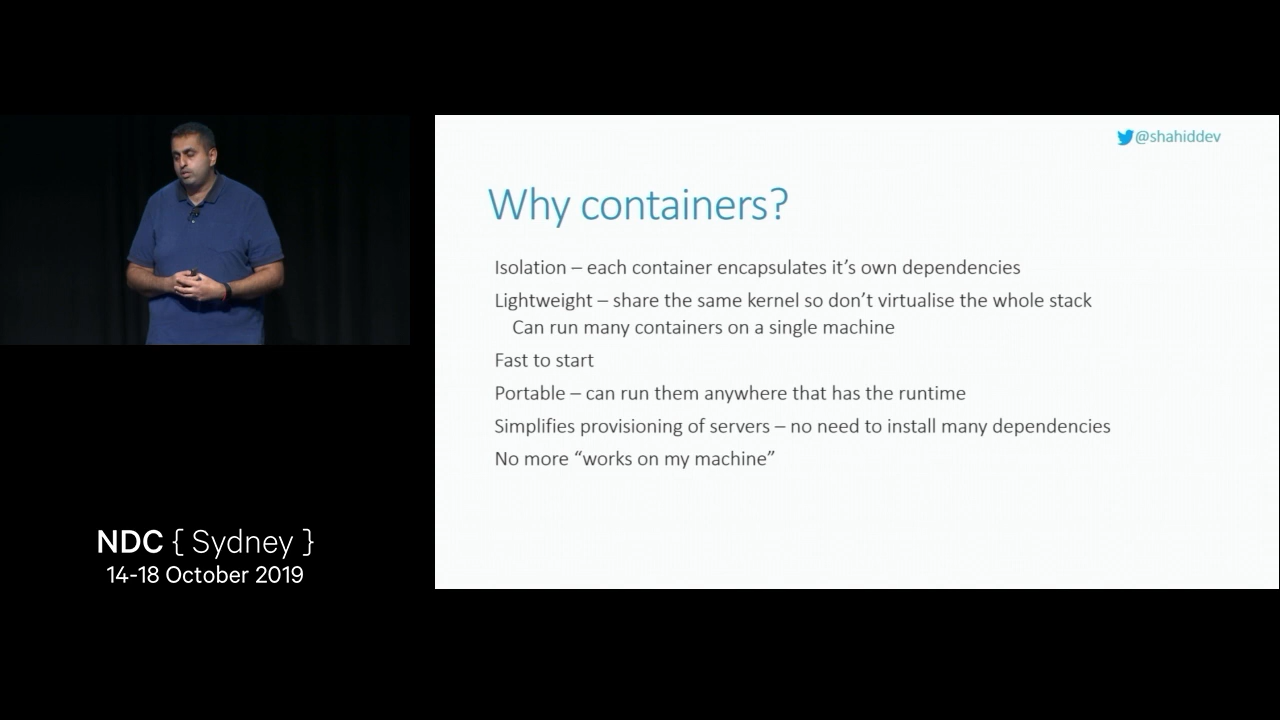 @shahiddev
Why containers?
Isolation – each container encapsulates it’s own dependencies
Lightweight – share the same kernel so don’t virtualise the whole stack
Can run many containers on a single machine
Fast to start
Portable – can run them anywhere that has the runtime
Simplifies provisioning of servers – no need to install many dependencies
No more “works on my machine”
NDC { Sydney }
14-18 October 2019